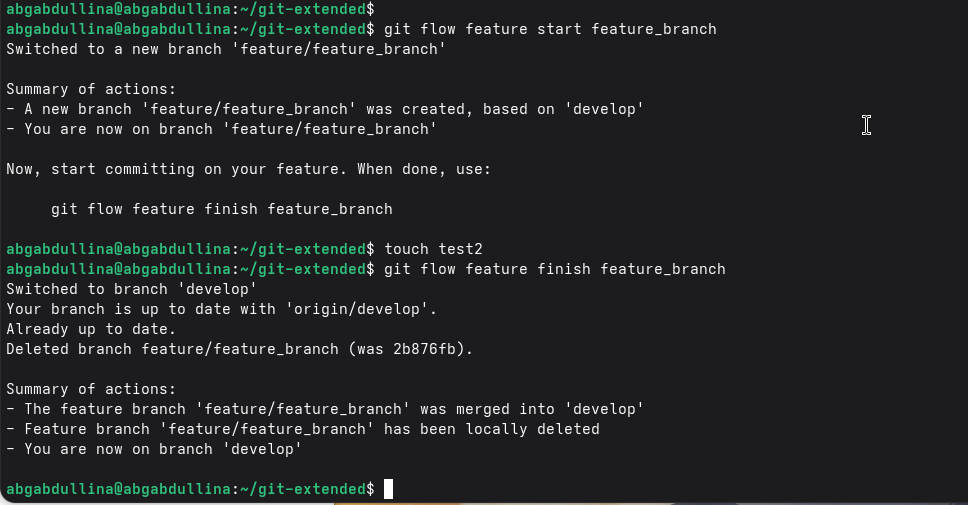 abgabdullina@abgabdullina:~/git-extended$
abgabdullina@abgabdullina:~/git-extended$ git flow feature start feature_branch
Switched to a new branch 'feature/feature_branch'
Summary of actions:
- A new branch 'feature/feature_branch' was created, based on 'develop'
- You are now on branch 'feature/feature_branch'
Now, start committing on your feature. When done, use:
git flow feature finish feature_branch
abgabdullina@abgabdullina:~/git-extended$ touch test2
abgabdullina@abgabdullina:~/git-extended$ git flow feature finish feature_branch
Switched to branch 'develop'
Your branch is up to date with 'origin/develop'.
Already up to date.
Deleted branch feature/feature_branch (was 2b876fb).
Summary of actions:
- The feature branch 'feature/feature_branch' was merged into 'develop'
- Feature branch 'feature/feature_branch' has been locally deleted
- You are now on branch 'develop'
abgabdullina@abgabdullina:~/git-extended$